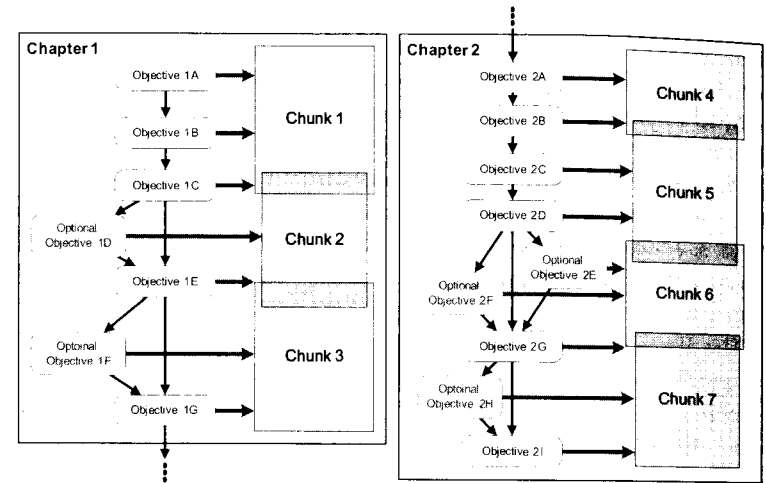 Chapter 1
Objective 1A
Objective 1B
Objective 1C
Optional
Objective 1D
Objective 1E
Optoinal
Objective 1F
Objective 1G
Chunk 1
Chunk 2
Chunk 3
Chapter 2
Objective 2A
Objective 2B
Objective 2C
Objective 2D
Optional
Objective 2E
Optional
Objective 2F
Objective 2G
Optoinal
Objective 2H
Objective 2I
Chunk 4
Chunk 5
Chunk 6
Chunk 7